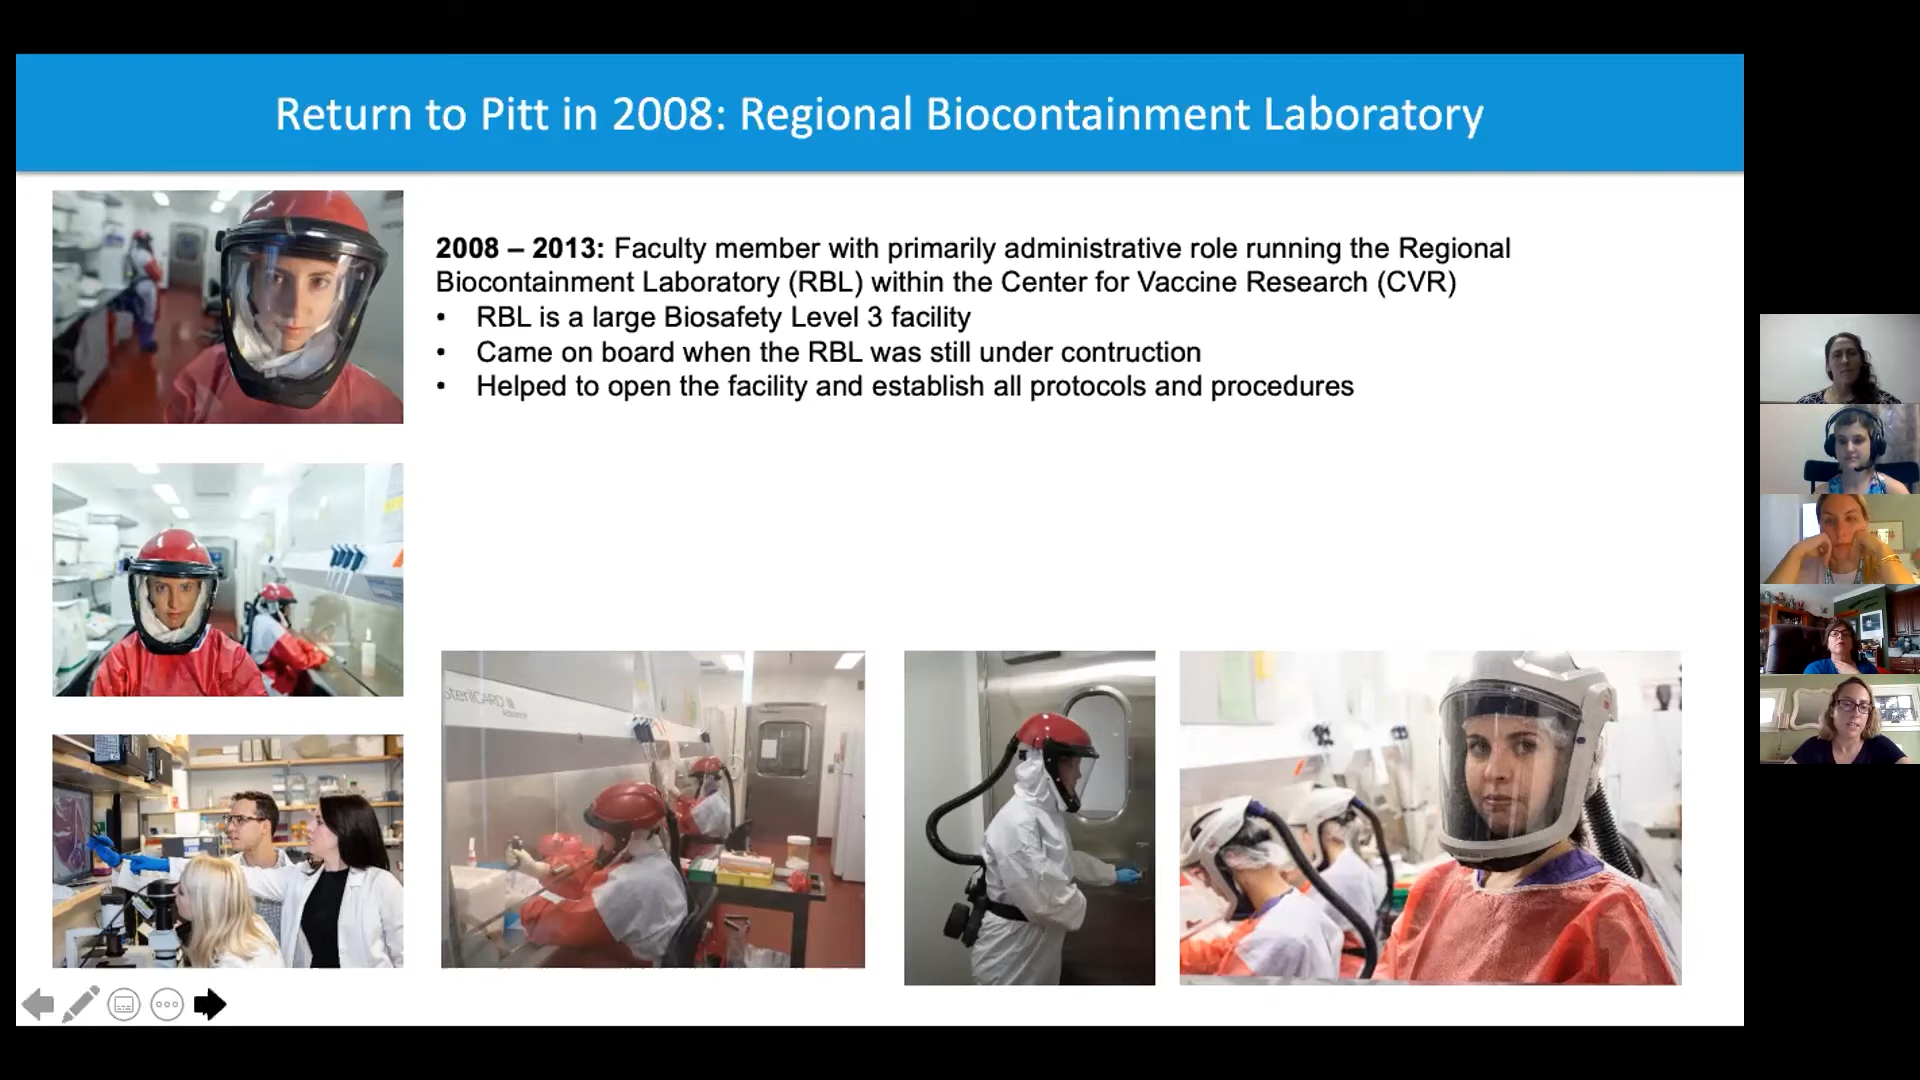 Return to Pitt in 2008: Regional Biocontainment Laboratory
2008 – 2013: Faculty member with primarily administrative role running the Regional
Biocontainment Laboratory (RBL) within the Center for Vaccine Research (CVR)
• RBL is a large Biosafety Level 3 facility
• Came on board when the RBL was still under contruction
• Helped to open the facility and establish all protocols and procedures
SterilGARD